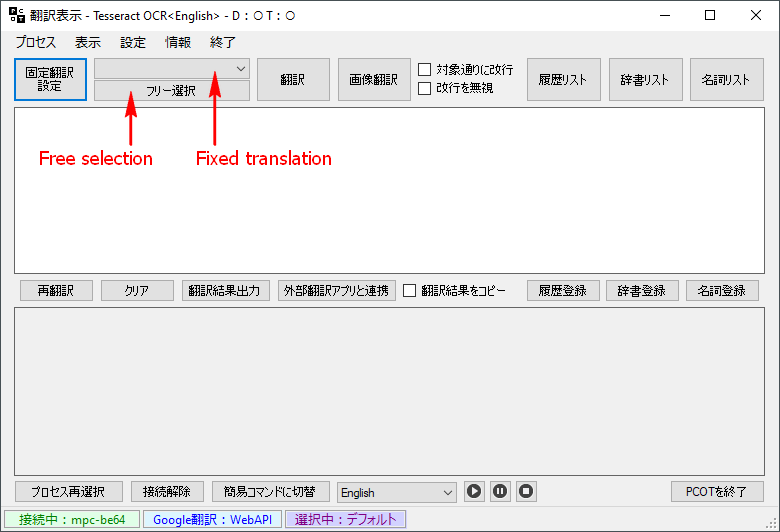 翻訳表示 - Tesseract OCR<English> - D：○ T：○
プロセス 表示 設定 情報 終了
固定翻訳
設定
フリー選択
翻訳
画像翻訳
対象通りに改行
改行を無視
履歴リスト
辞書リスト
名詞リスト
Free selection
Fixed translation
再翻訳
クリア
翻訳結果出力
外部翻訳アプリと連携
翻訳結果をコピー
履歴登録
辞書登録
名詞登録
プロセス再選択
接続解除
簡易コマンドに切替
English
PCOTを終了
接続中：mpc-be64
Google翻訳：WebAPI
選択中：デフォルト